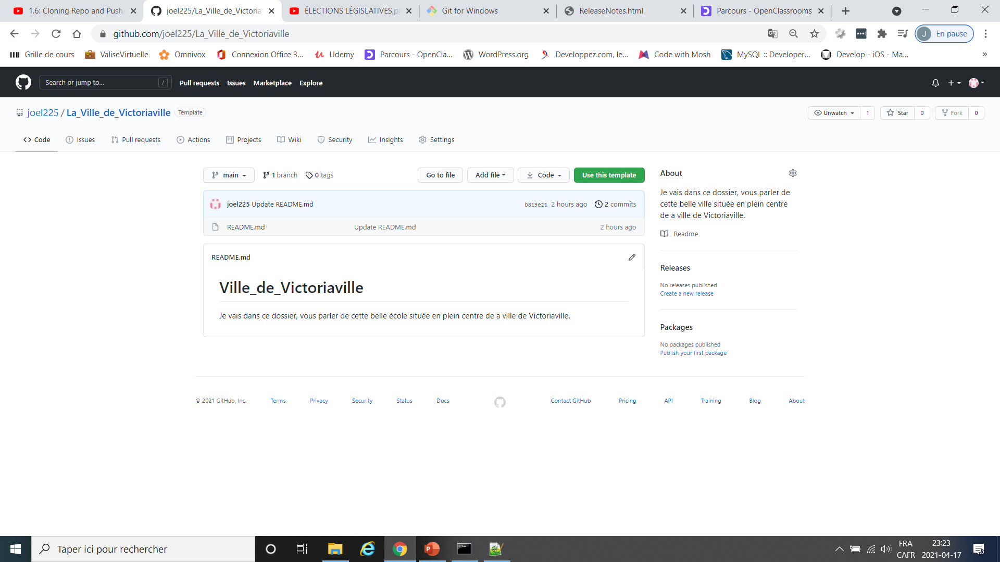 1.6: Cloning Repo and Push/
joel225/La_Ville_de_Victoria
ÉLECTIONS LÉGISLATIVES,p
Git for Windows
ReleaseNotes.html
Parcours - OpenClassrooms
github.com/joel225/La_Ville_de_Victoriaville
J En pause
Grille de cours
ValiseVirtuelle
Omnivox
Connexion Office 3...
Udemy
Parcours - OpenCla...
WordPress.org
Developpez.com, le...
Code with Mosh
MySQL :: Developer...
Develop - iOS - Ma...
»
Search or jump to... /
Pull requests Issues Marketplace Explore
joel225 / La_Ville_de_Victoriaville Template
Unwatch 1
Star 0
Fork 0
Code
Issues
Pull requests
Actions
Projects
Wiki
Security
Insights
Settings
main
1 branch
0 tags
Go to file
Add file
Code
Use this template
joel225 Update README.md
b819e21 2 hours ago
2 commits
README.md
Update README.md
2 hours ago
README.md
Ville_de_Victoriaville
Je vais dans ce dossier, vous parler de cette belle école située en plein centre de a ville de Victoriaville.
About
Je vais dans ce dossier, vous parler de
cette belle ville située en plein centre
de a ville de Victoriaville.
Readme
Releases
No releases published
Create a new release
Packages
No packages published
Publish your first package
© 2021 GitHub, Inc.
Terms
Privacy
Security
Status
Docs
Contact GitHub
Pricing
API
Training
Blog
About
Taper ici pour rechercher
FRA
CAFR
23:23
2021-04-17